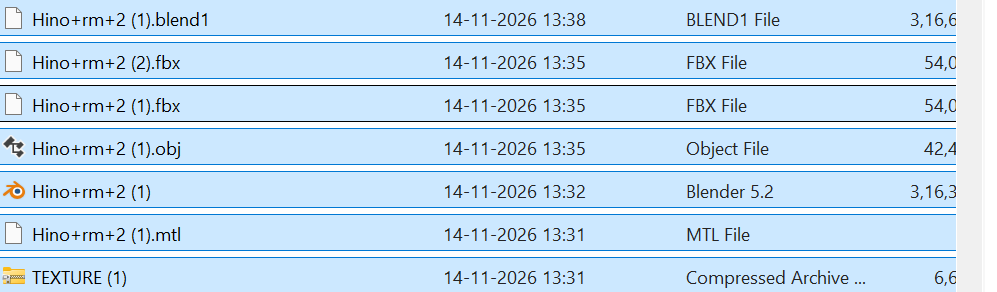 Hino+rm+2 (1).blend1 14-11-2026 13:38 BLEND1 File 3,16,6
Hino+rm+2 (2).fbx 14-11-2026 13:35 FBX File 54,0
Hino+rm+2 (1).fbx 14-11-2026 13:35 FBX File 54,0
Hino+rm+2 (1).obj 14-11-2026 13:35 Object File 42,4
Hino+rm+2 (1) 14-11-2026 13:32 Blender 5.2 3,16,3
Hino+rm+2 (1).mtl 14-11-2026 13:31 MTL File
TEXTURE (1) 14-11-2026 13:31 Compressed Archive ... 6,6